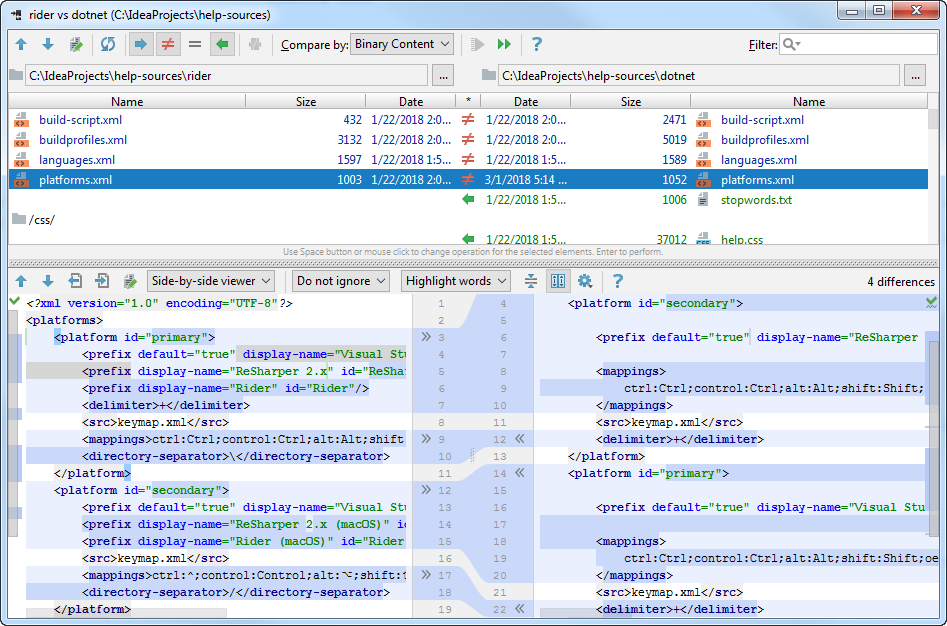 rider vs dotnet (C:\IdeaProjects\help-sources)
Compare by: Binary Content ? Filter:
C:\IdeaProjects\help-sources\rider ... C:\IdeaProjects\help-sources\dotnet ...
Name Size Date * Date Size Name
build-script.xml 432 1/22/2018 2:0... ≠ 1/22/2018 2:0... 2471 build-script.xml
buildprofiles.xml 3132 1/22/2018 2:0... ≠ 1/22/2018 2:0... 5019 buildprofiles.xml
languages.xml 1597 1/22/2018 1:5... ≠ 1/22/2018 1:5... 1589 languages.xml
platforms.xml 1003 1/22/2018 2:0... ≠ 3/1/2018 5:14 ... 1052 platforms.xml
1/22/2018 1:5... 1006 stopwords.txt
/css/
1/22/2018 1:5... 37012 help.css
Use Space button or mouse click to change operation for the selected elements. Enter to perform.
Side-by-side viewer Do not ignore Highlight words ? 4 differences
<?xml version="1.0" encoding="UTF-8"?> 1 4 <platform id="secondary">
<platforms> 2 5
<platform id="primary"> » 3 6 <prefix default="true" display-name="ReSharper
<prefix default="true" display-name="Visual Stu 4 7
<prefix display-name="ReSharper 2.x" id="ReShar 5 8 <mappings>
<prefix display-name="Rider" id="Rider"/> 6 9 ctrl:Ctrl;control:Ctrl;alt:Alt;shift:Shift;
<delimiter>+</delimiter> 7 10 </mappings>
<src>keymap.xml</src> 8 11 <src>keymap.xml</src>
<mappings>ctrl:Ctrl;control:Ctrl;alt:Alt;shift » 9 12 « <delimiter>+</delimiter>
<directory-separator>\</directory-separator> 10 13 </platform>
</platform> 11 14 « <platform id="primary">
<platform id="secondary"> » 12 15
<prefix default="true" display-name="Visual Stu 13 16 <prefix default="true" display-name="Visual Stu
<prefix display-name="ReSharper 2.x (macOS)" id 14 17
<prefix display-name="Rider (macOS)" id="Rider 15 18 <mappings>
<src>keymap.xml</src> 16 19 ctrl:Ctrl;control:Ctrl;alt:Alt;shift:Shift;oe
<mappings>ctrl:⌃;control:Control;alt:⌥;shift:⇧ » 17 20 </mappings>
<directory-separator>/</directory-separator> 18 21 <src>keymap.xml</src>
</platform> 19 22 « <delimiter>+</delimiter>